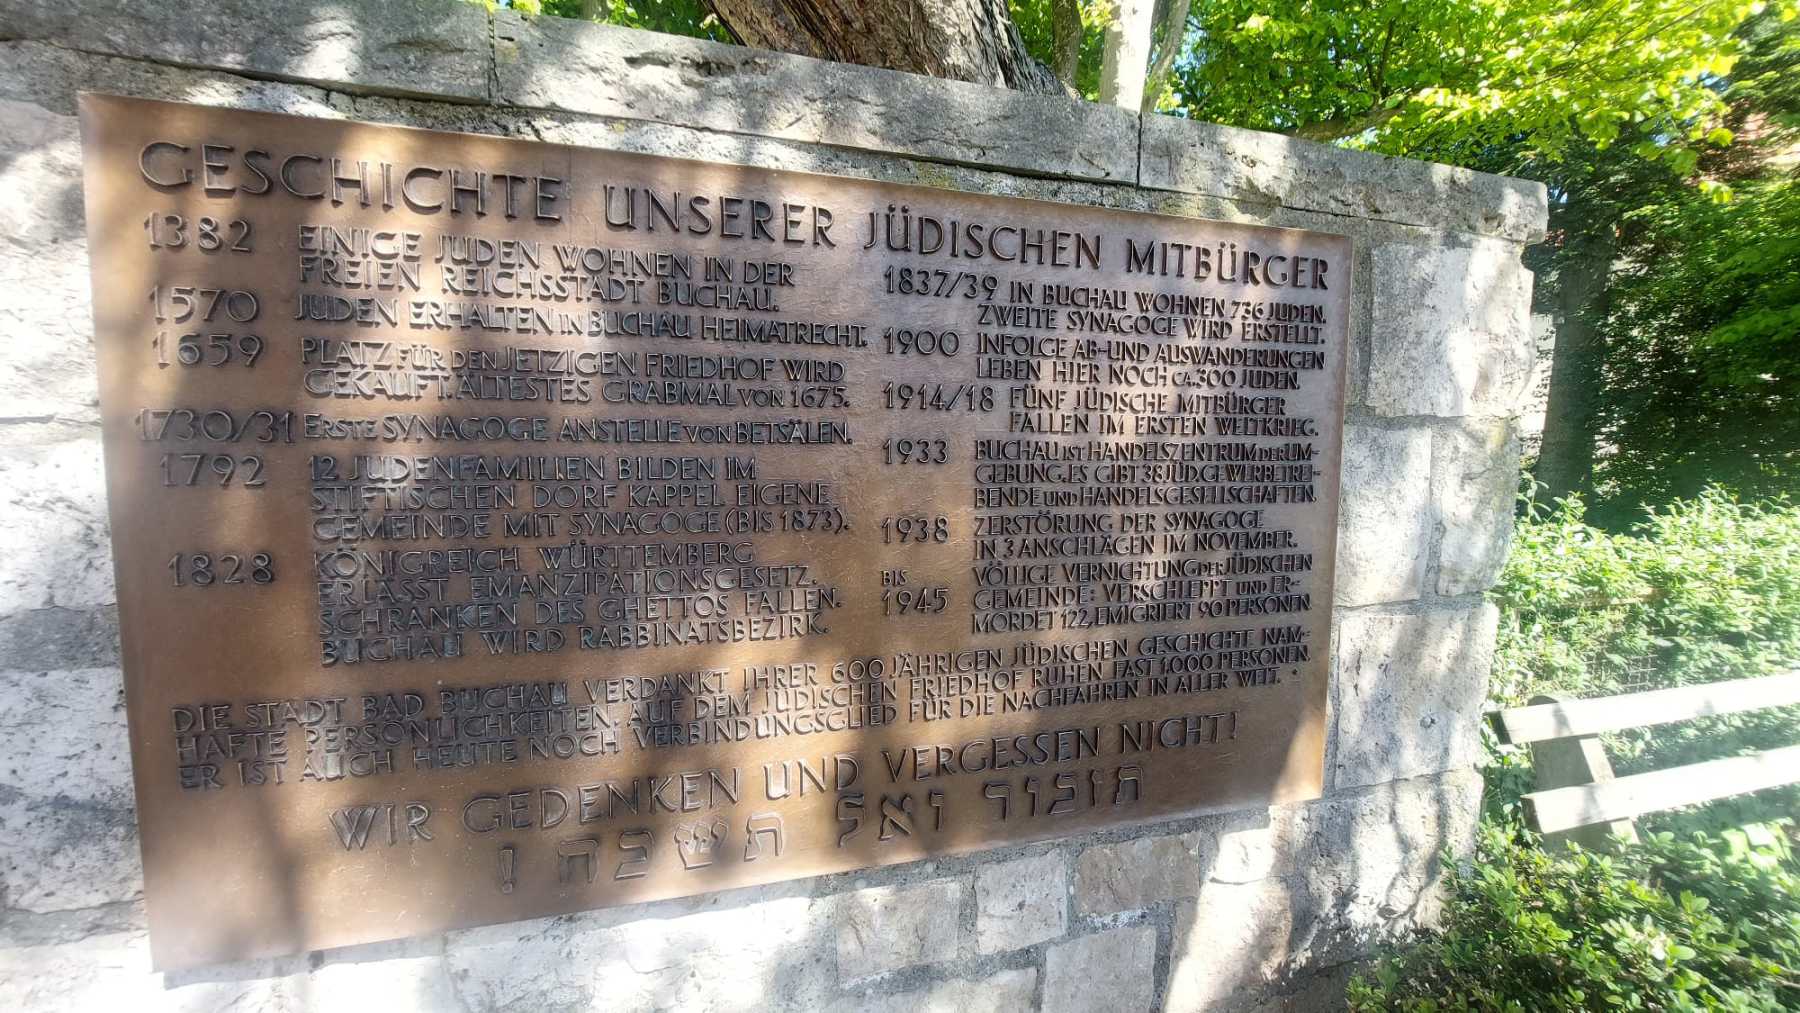 GESCHICHTE UNSERER JÜDISCHEN MITBÜRGER
1382 EINIGE JUDEN WOHNEN IN DER
FREIEN REICHSSTADT BUCHAU.
1570 JUDEN ERHALTEN IN BUCHAU HEIMATRECHT.
1659 PLATZ FÜR DEN JETZIGEN FRIEDHOF WIRD
GEKAUFT. ÄLTESTES GRABMAL VON 1675.
1730/31 ERSTE SYNAGOGE ANSTELLE VON BETSÄLEN.
1792 12 JUDENFAMILIEN BILDEN IM
STIFTISCHEN DORF KAPPEL EIGENE
GEMEINDE MIT SYNAGOGE (BIS 1873).
1828 KÖNIGREICH WÜRTTEMBERG
ERLÄSST EMANZIPATIONSGESETZ.
SCHRANKEN DES GHETTOS FALLEN.
BUCHAU WIRD RABBINATSBEZIRK.
1837/39 IN BUCHAU WOHNEN 736 JUDEN.
ZWEITE SYNAGOGE WIRD ERSTELLT.
1900 INFOLGE AB- UND AUSWANDERUNGEN
LEBEN HIER NOCH CA. 300 JUDEN.
1914/18 FÜNF JÜDISCHE MITBÜRGER
FALLEN IM ERSTEN WELTKRIEG.
1933 BUCHAU IST HANDELSZENTRUM DER UM-
GEBUNG. ES GIBT 38 JÜD. GEWERBETREI-
BENDE UND HANDELSGESELLSCHAFTEN.
1938 ZERSTÖRUNG DER SYNAGOGE
IN 3 ANSCHLÄGEN IM NOVEMBER.
BIS 1945 VÖLLIGE VERNICHTUNG DER JÜDISCHEN
GEMEINDE: VERSCHLEPPT UND ER-
MORDET 122, EMIGRIERT 90 PERSONEN
DIE STADT BAD BUCHAU VERDANKT IHRER 600 JÄHRIGEN JÜDISCHEN GESCHICHTE NAM-
HAFTE PERSÖNLICHKEITEN. AUF DEM JÜDISCHEN FRIEDHOF RUHEN FAST 1.000 PERSONEN.
ER IST AUCH HEUTE NOCH VERBINDUNGSGLIED FÜR DIE NACHFAHREN IN ALLER WELT.
WIR GEDENKEN UND VERGESSEN NICHT!
תזכור ואל תשכח !